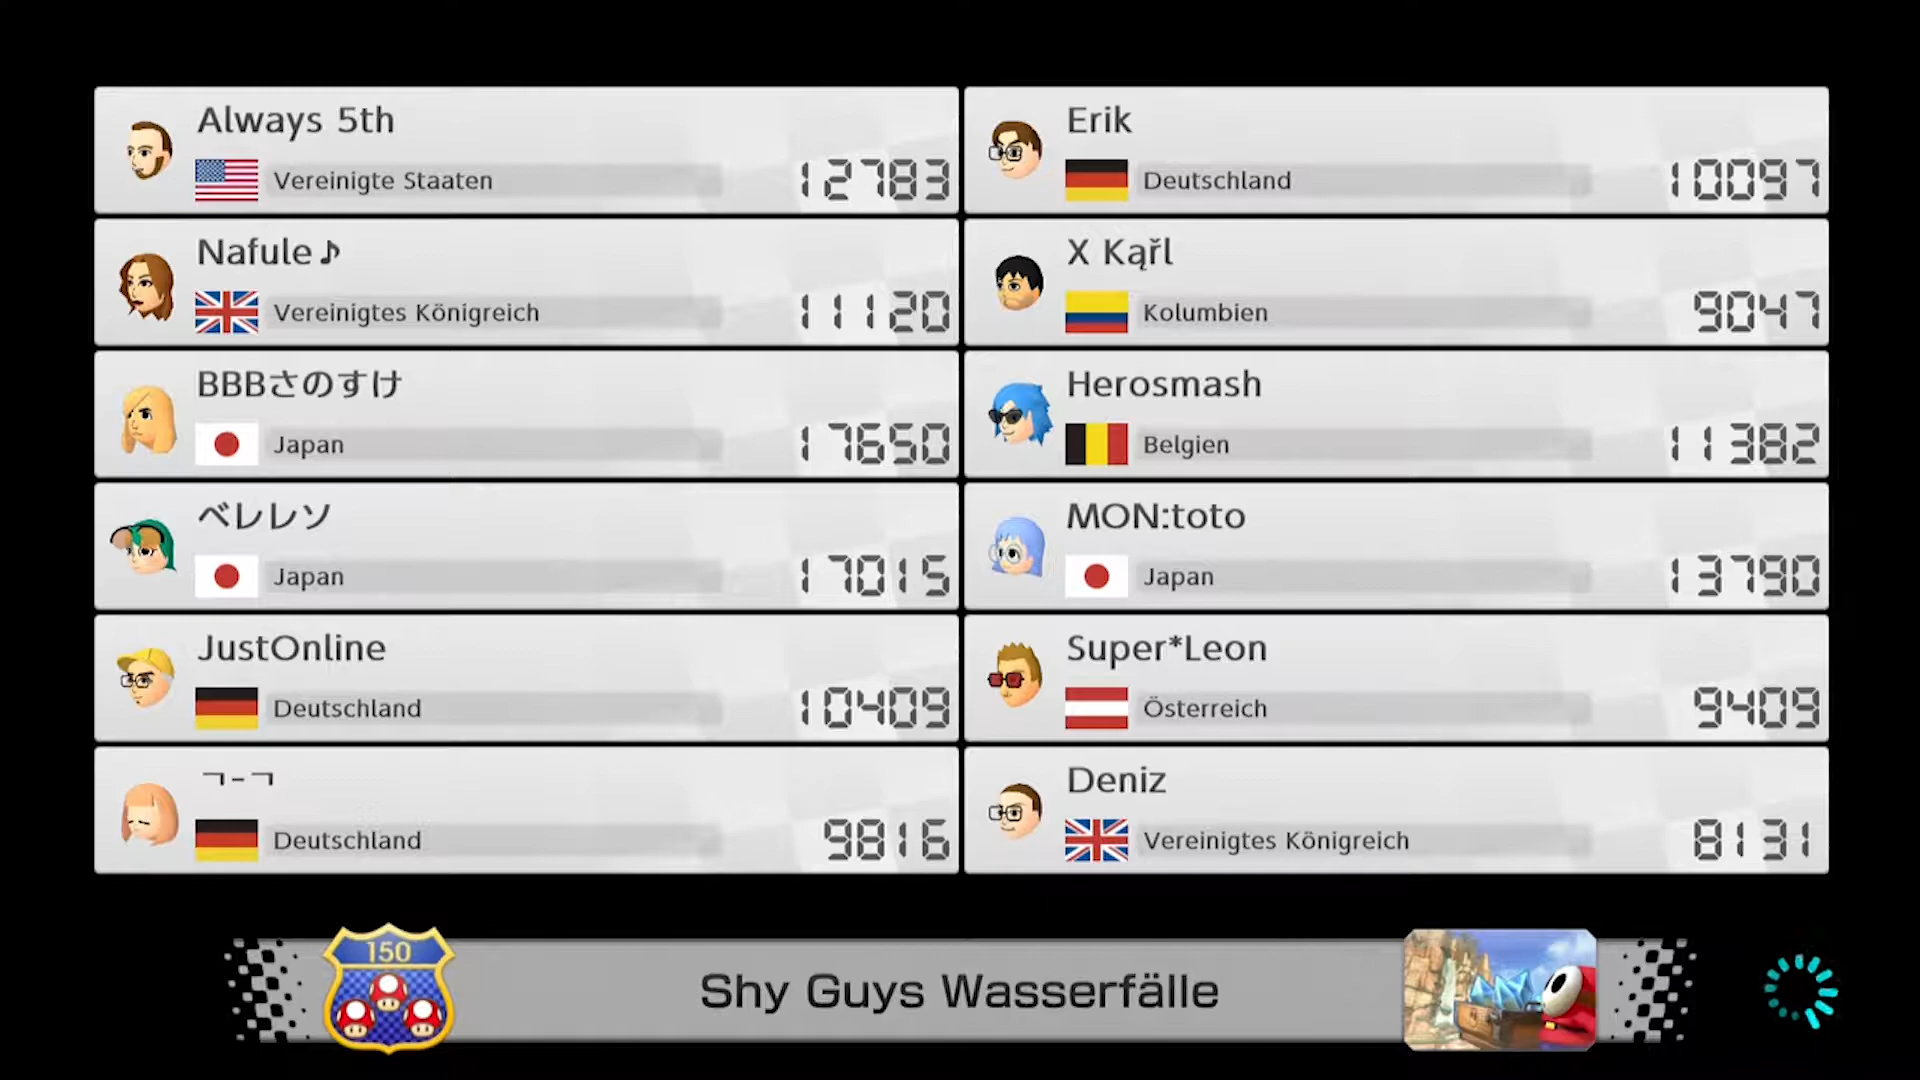 Always 5th
Vereinigte Staaten
12783
Erik
Deutschland
10097
Nafule♪
Vereinigtes Königreich
11120
X Kąřl
Kolumbien
9047
BBBさのすけ
Japan
17650
Herosmash
Belgien
11382
ベレレソ
Japan
17015
MON:toto
Japan
13790
JustOnline
Deutschland
10409
Super*Leon
Österreich
9409
¬-¬
Deutschland
9816
Deniz
Vereinigtes Königreich
8131
150
Shy Guys Wasserfälle